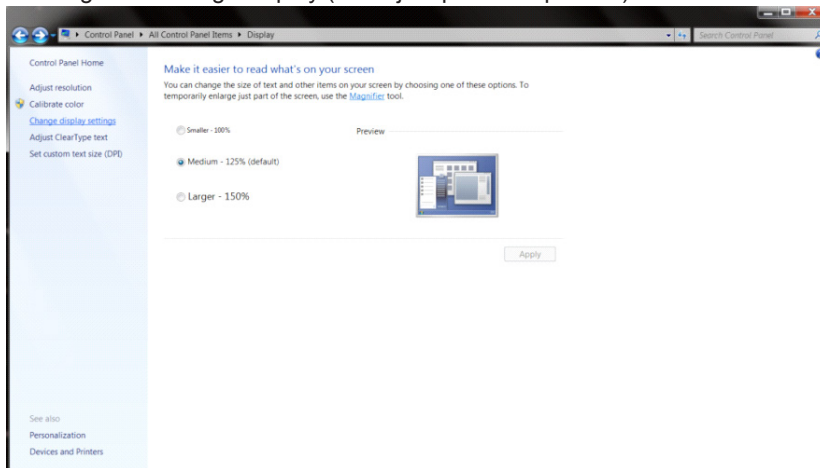 Control Panel ▸ All Control Panel Items ▸ Display
Search Control Panel
Control Panel Home
Adjust resolution
Calibrate color
Change display settings
Adjust ClearType text
Set custom text size (DPI)
Make it easier to read what's on your screen
You can change the size of text and other items on your screen by choosing one of these options. To
temporarily enlarge just part of the screen, use the Magnifier tool.
Smaller - 100%
Preview
Medium - 125% (default)
Larger - 150%
Apply
See also
Personalization
Devices and Printers